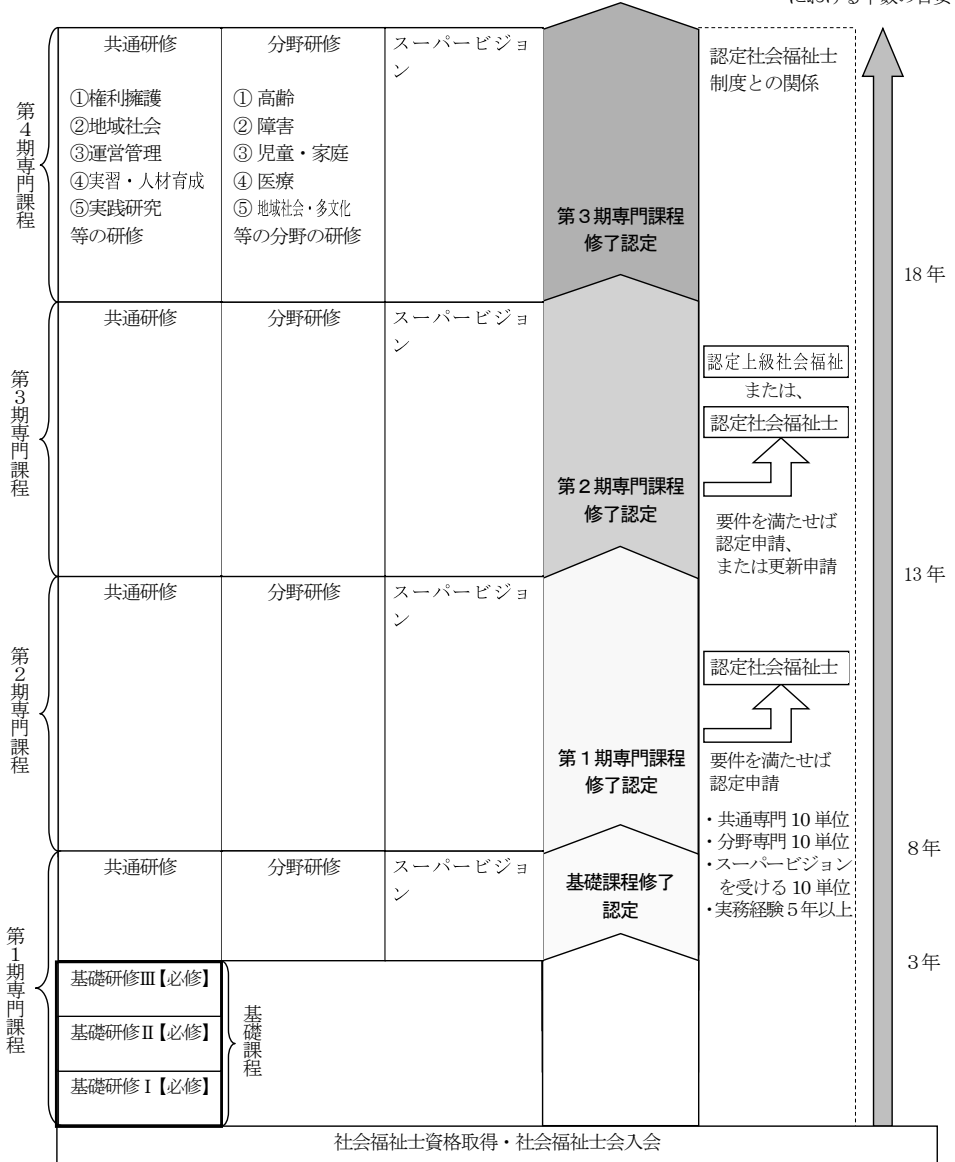 における年数の目安
共通研修
分野研修
スーパービジョ
ン
認定社会福祉士
制度との関係
第4期専門課程
①権利擁護
②地域社会
③運営管理
④実習・人材育成
⑤実践研究
等の研修
① 高齢
② 障害
③ 児童・家庭
④ 医療
⑤ 地域社会・多文化
等の分野の研修
第3期専門課程
修了認定
18年
共通研修
分野研修
スーパービジョ
ン
第3期専門課程
認定上級社会福祉
または、
認定社会福祉士
第2期専門課程
修了認定
要件を満たせば
認定申請、
または更新申請
13年
共通研修
分野研修
スーパービジョ
ン
第2期専門課程
認定社会福祉士
第1期専門課程
修了認定
要件を満たせば
認定申請
・共通専門10単位
・分野専門10単位
・スーパービジョン
を受ける10単位
・実務経験5年以上
8年
共通研修
分野研修
スーパービジョ
ン
基礎課程修了
認定
第1期専門課程
3年
基礎研修Ⅲ【必修】
基礎研修Ⅱ【必修】
基礎研修Ⅰ【必修】
基礎課程
社会福祉士資格取得・社会福祉士会入会